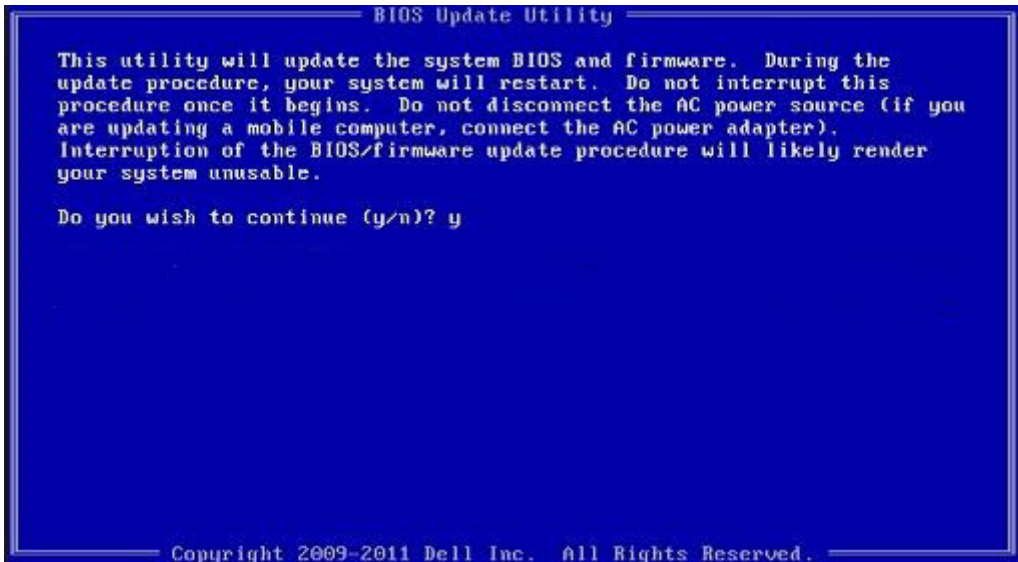 BIOS Update Utility
This utility will update the system BIOS and firmware. During the
update procedure, your system will restart. Do not interrupt this
procedure once it begins. Do not disconnect the AC power source (if you
are updating a mobile computer, connect the AC power adapter).
Interruption of the BIOS/firmware update procedure will likely render
your system unusable.
Do you wish to continue (y/n)? y
Copyright 2009-2011 Dell Inc. All Rights Reserved.